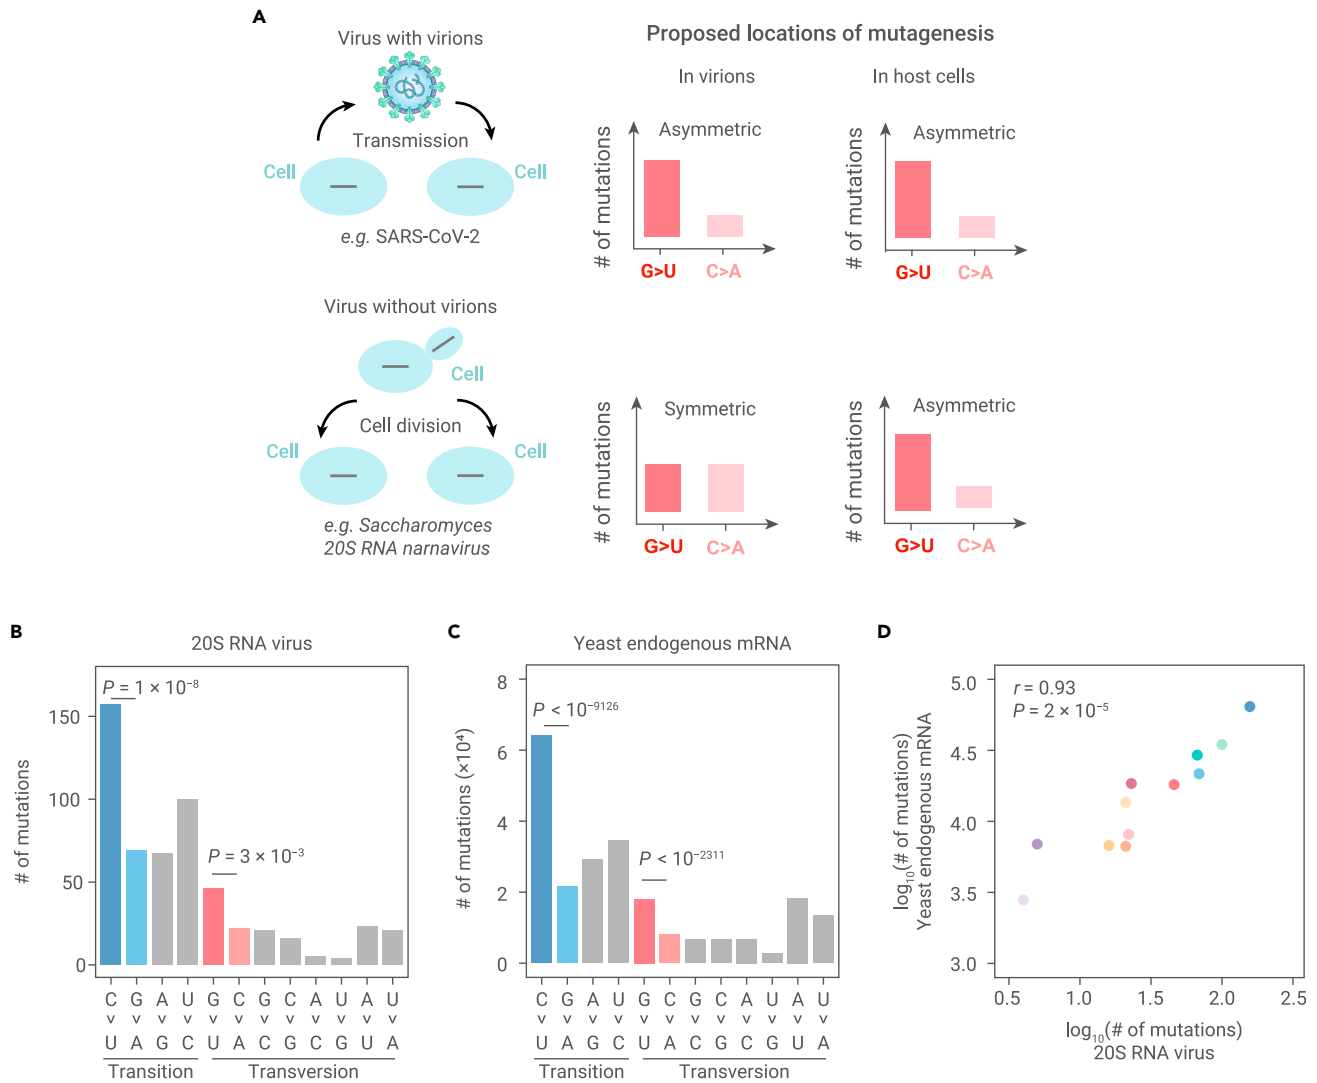 A
Virus with virions
Transmission
Cell
Cell
e.g. SARS-CoV-2
Virus without virions
Cell
Cell division
Cell
Cell
e.g. Saccharomyces
20S RNA narnavirus
Proposed locations of mutagenesis
In virions
In host cells
Asymmetric
# of mutations
G>U
C>A
Asymmetric
# of mutations
G>U
C>A
Symmetric
# of mutations
G>U
C>A
Asymmetric
# of mutations
G>U
C>A
B
20S RNA virus
P = 1 × 10⁻⁸
P = 3 × 10⁻³
# of mutations
150
100
50
0
C G A U G C G C A U A U
> > > > > > > > > > > >
U A G C U A C G C G U A
Transition
Transversion
C
Yeast endogenous mRNA
P < 10⁻⁹¹²⁶
P < 10⁻²³¹¹
# of mutations (×10⁴)
8
6
4
2
0
C G A U G C G C A U A U
> > > > > > > > > > > >
U A G C U A C G C G U A
Transition
Transversion
D
r = 0.93
P = 2 × 10⁻⁵
log₁₀(# of mutations)
Yeast endogenous mRNA
5.0
4.5
4.0
3.5
3.0
0.5 1.0 1.5 2.0 2.5
log₁₀(# of mutations)
20S RNA virus